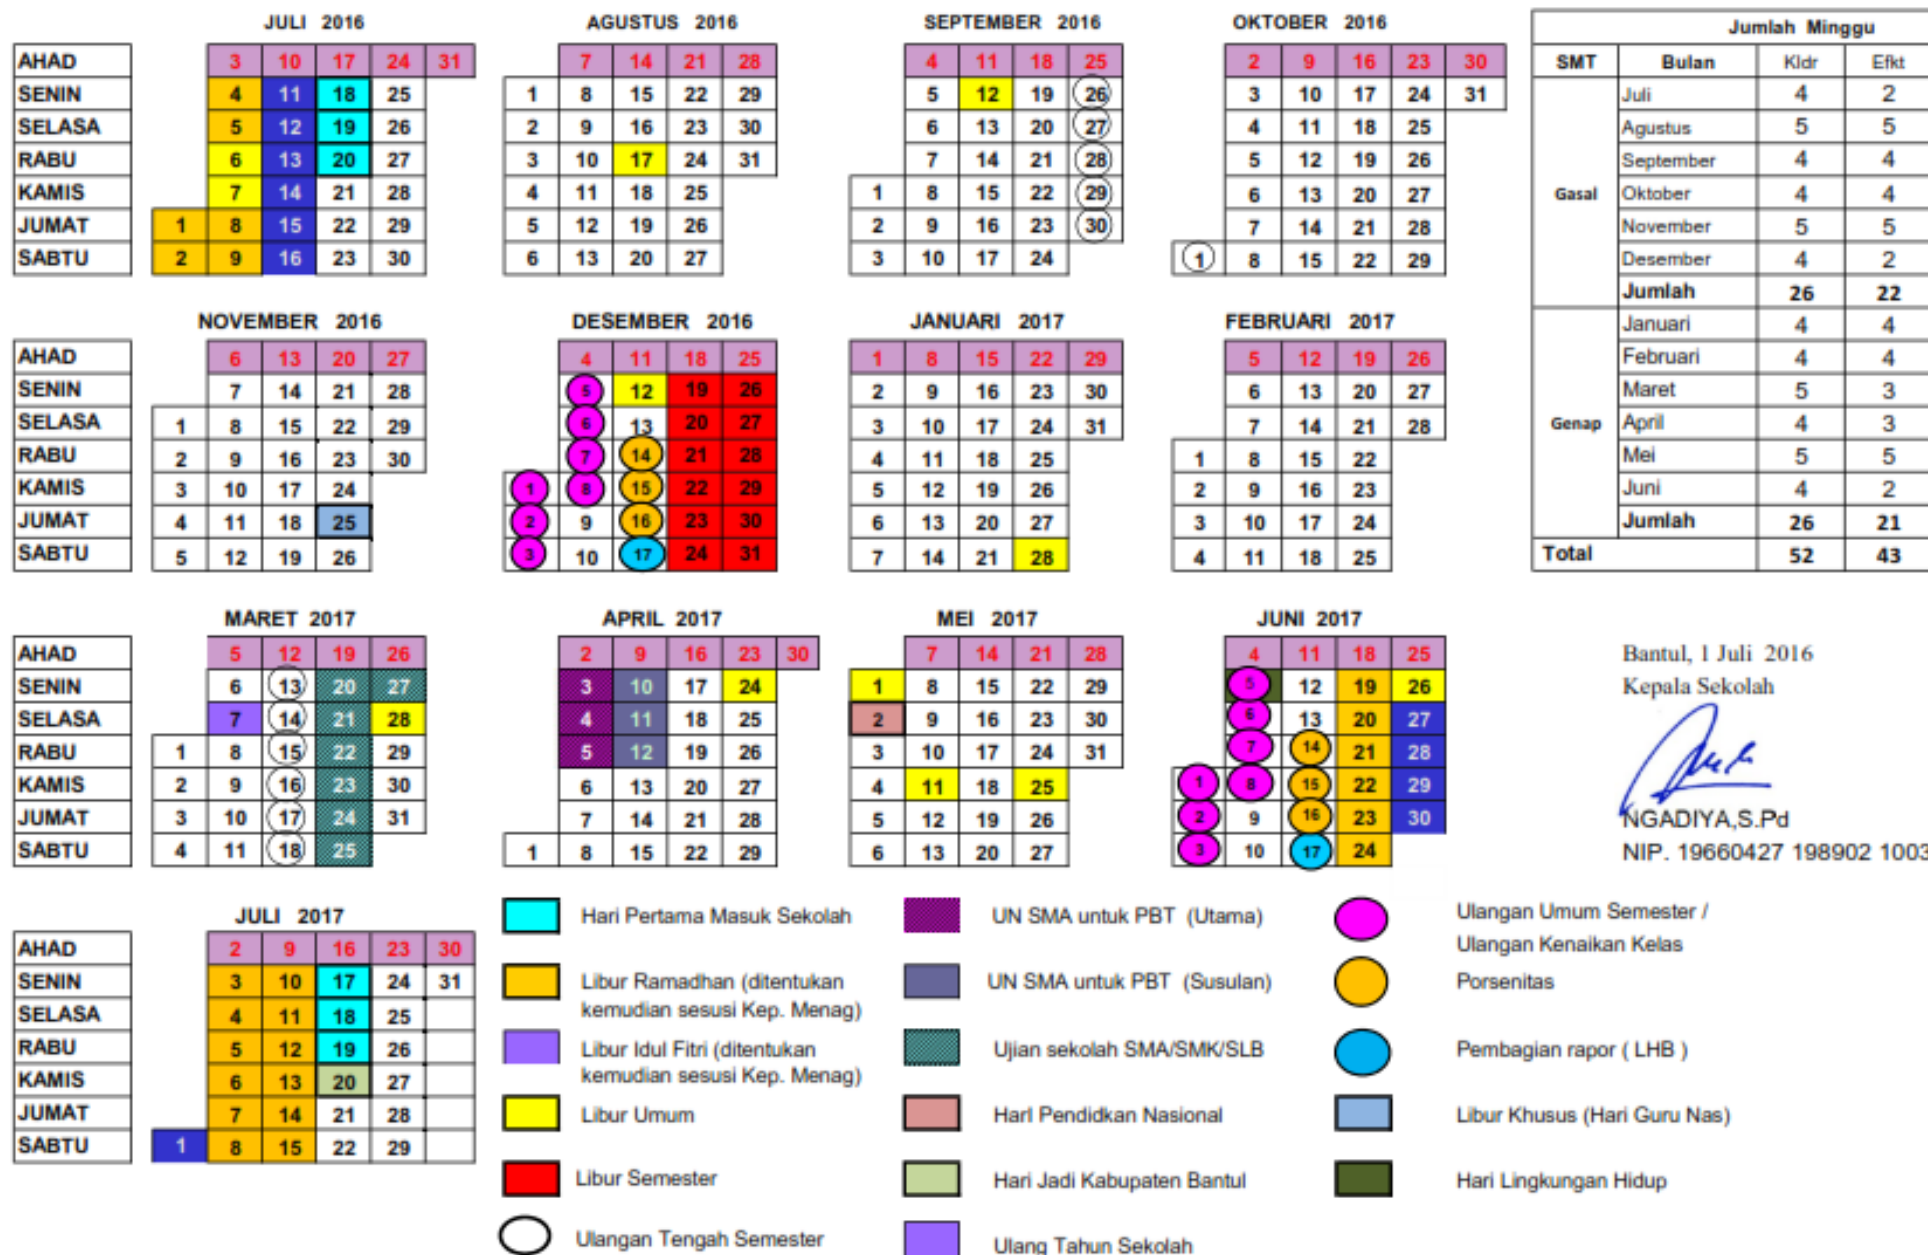 JULI 2016 AGUSTUS 2016 SEPTEMBER 2016 OKTOBER 2016 Jumlah Minggu
AHAD 3 10 17 24 31 7 14 21 28 4 11 18 25 2 9 16 23 30 SMT Bulan Kldr Efkt
SENIN 4 11 18 25 1 8 15 22 29 5 12 19 26 3 10 17 24 31 Juli 4 2
SELASA 5 12 19 26 2 9 16 23 30 6 13 20 27 4 11 18 25 Agustus 5 5
RABU 6 13 20 27 3 10 17 24 31 7 14 21 28 5 12 19 26 September 4 4
KAMIS 7 14 21 28 4 11 18 25 1 8 15 22 29 6 13 20 27 Gasal Oktober 4 4
JUMAT 1 8 15 22 29 5 12 19 26 2 9 16 23 30 7 14 21 28 November 5 5
SABTU 2 9 16 23 30 6 13 20 27 3 10 17 24 1 8 15 22 29 Desember 4 2
Jumlah 26 22
NOVEMBER 2016 DESEMBER 2016 JANUARI 2017 FEBRUARI 2017 Januari 4 4
AHAD 6 13 20 27 4 11 18 25 1 8 15 22 29 5 12 19 26 Februari 4 4
SENIN 7 14 21 28 5 12 19 26 2 9 16 23 30 6 13 20 27 Maret 5 3
SELASA 1 8 15 22 29 6 13 20 27 3 10 17 24 31 7 14 21 28 Genap April 4 3
RABU 2 9 16 23 30 7 14 21 28 4 11 18 25 1 8 15 22 Mei 5 5
KAMIS 3 10 17 24 1 8 15 22 29 5 12 19 26 2 9 16 23 Juni 4 2
JUMAT 4 11 18 25 2 9 16 23 30 6 13 20 27 3 10 17 24 Jumlah 26 21
SABTU 5 12 19 26 3 10 17 24 31 7 14 21 28 4 11 18 25 Total 52 43
MARET 2017 APRIL 2017 MEI 2017 JUNI 2017
AHAD 5 12 19 26 2 9 16 23 30 7 14 21 28 4 11 18 25
SENIN 6 13 20 27 3 10 17 24 1 8 15 22 29 5 12 19 26
SELASA 7 14 21 28 4 11 18 25 2 9 16 23 30 6 13 20 27
RABU 1 8 15 22 29 5 12 19 26 3 10 17 24 31 7 14 21 28
KAMIS 2 9 16 23 30 6 13 20 27 4 11 18 25 1 8 15 22 29
JUMAT 3 10 17 24 31 7 14 21 28 5 12 19 26 2 9 16 23 30
SABTU 4 11 18 25 1 8 15 22 29 6 13 20 27 3 10 17 24
Bantul, 1 Juli 2016
Kepala Sekolah
NGADIYA,S.Pd
NIP. 19660427 198902 1003
JULI 2017
AHAD 2 9 16 23 30
SENIN 3 10 17 24 31
SELASA 4 11 18 25
RABU 5 12 19 26
KAMIS 6 13 20 27
JUMAT 7 14 21 28
SABTU 1 8 15 22 29
Hari Pertama Masuk Sekolah
Libur Ramadhan (ditentukan
kemudian sesusi Kep. Menag)
Libur Idul Fitri (ditentukan
kemudian sesusi Kep. Menag)
Libur Umum
Libur Semester
Ulangan Tengah Semester
UN SMA untuk PBT (Utama)
UN SMA untuk PBT (Susulan)
Ujian sekolah SMA/SMK/SLB
HarI Pendidkan Nasional
Hari Jadi Kabupaten Bantul
Ulang Tahun Sekolah
Ulangan Umum Semester /
Ulangan Kenaikan Kelas
Porsenitas
Pembagian rapor ( LHB )
Libur Khusus (Hari Guru Nas)
Hari Lingkungan Hidup